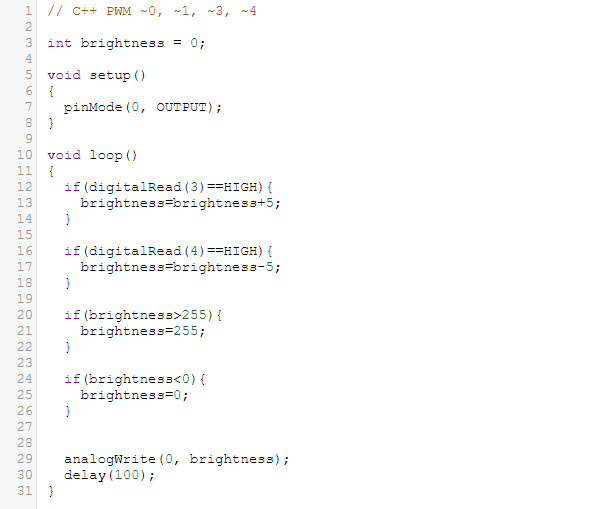 1 // C++ PWM ~0, ~1, ~3, ~4
2
3 int brightness = 0;
4
5 void setup()
6 {
7   pinMode(0, OUTPUT);
8 }
9
10 void loop()
11 {
12   if(digitalRead(3)==HIGH){
13     brightness=brightness+5;
14   }
15
16   if(digitalRead(4)==HIGH){
17     brightness=brightness-5;
18   }
19
20   if(brightness>255){
21     brightness=255;
22   }
23
24   if(brightness<0){
25     brightness=0;
26   }
27
28
29   analogWrite(0, brightness);
30   delay(100);
31 }